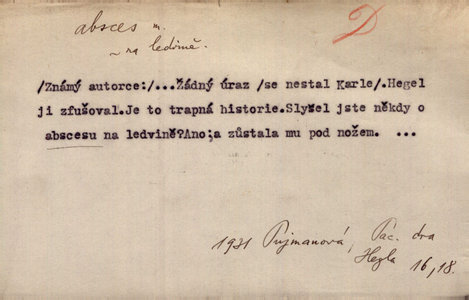 absces m.
~ na ledvině.
D
/Známý autorce:/...Žádný úraz /se nestal Karle/.Hegel
ji zfušoval.Je to trapná historie.Slyšel jste někdy o
abscesu na ledvině?Ano:a zůstala mu pod nožem. ...
1931 Pujmanová, Pac. dra
Hegla 16,18.